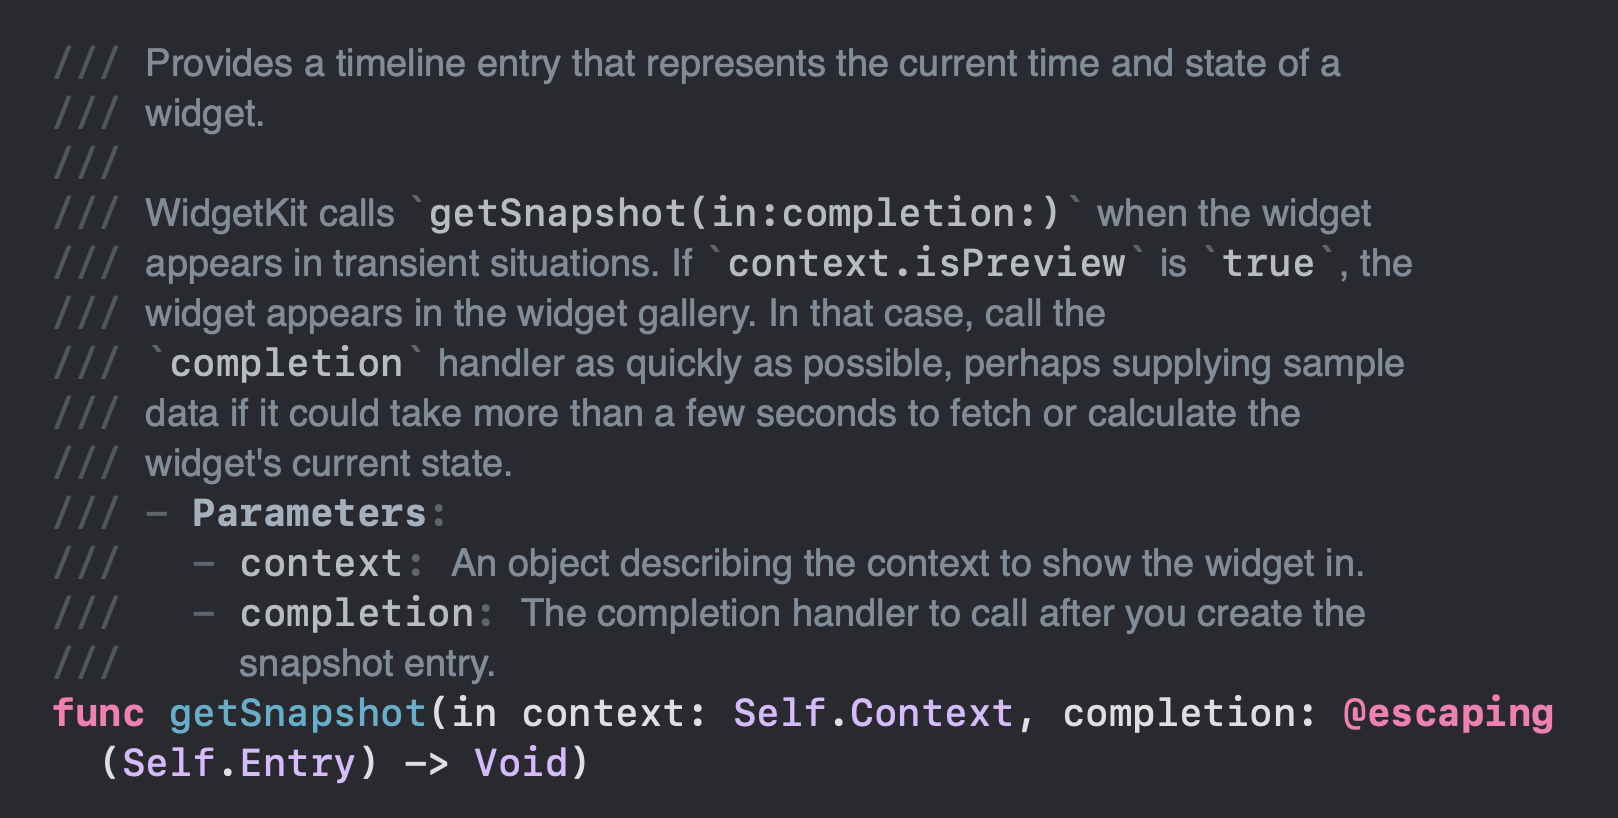 /// Provides a timeline entry that represents the current time and state of a
/// widget.
///
/// WidgetKit calls `getSnapshot(in:completion:)` when the widget
/// appears in transient situations. If `context.isPreview` is `true`, the
/// widget appears in the widget gallery. In that case, call the
/// `completion` handler as quickly as possible, perhaps supplying sample
/// data if it could take more than a few seconds to fetch or calculate the
/// widget's current state.
/// - Parameters:
///   - context: An object describing the context to show the widget in.
///   - completion: The completion handler to call after you create the
///     snapshot entry.
func getSnapshot(in context: Self.Context, completion: @escaping
  (Self.Entry) -> Void)